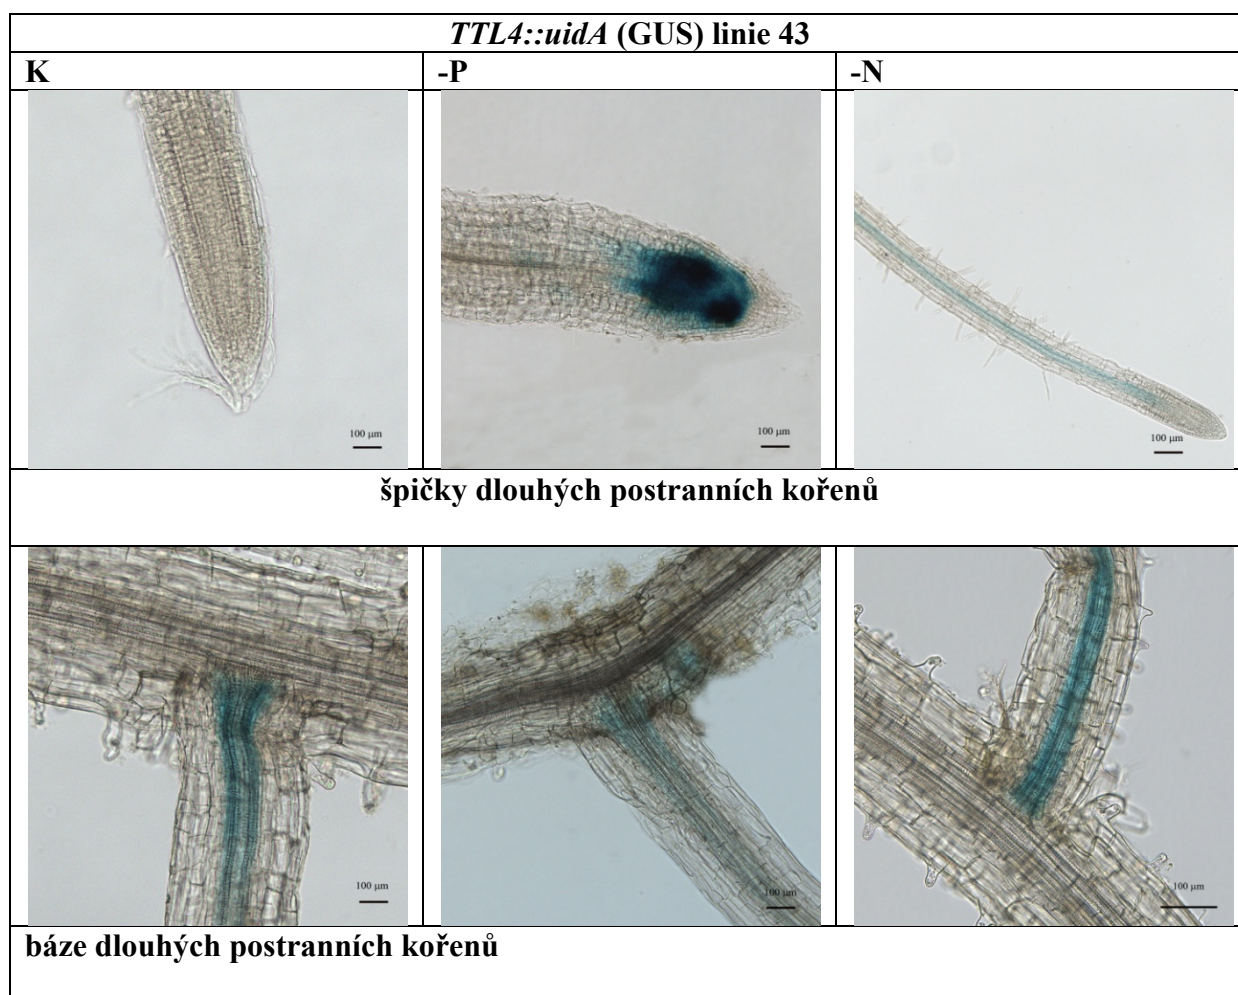 TTL4::uidA (GUS) linie 43
K
-P
-N
100 µm
100 µm
100 µm
špičky dlouhých postranních kořenů
100 µm
100 µm
100 µm
báze dlouhých postranních kořenů